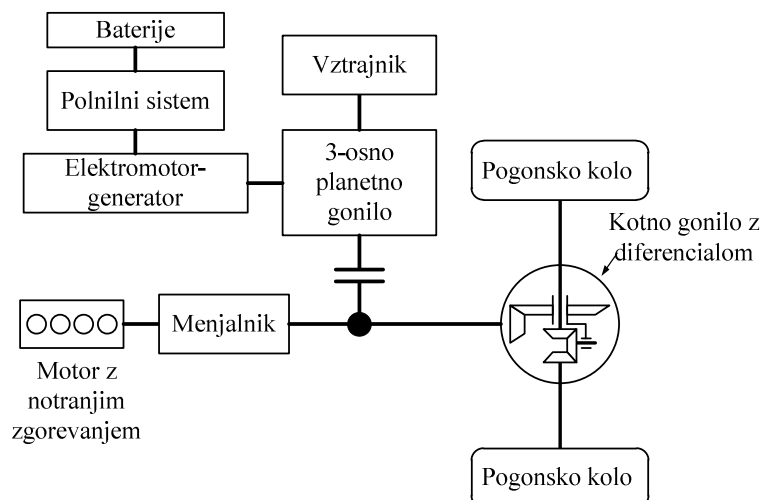 Baterije
Polnilni sistem
Elektromotor-
generator
Vztrajnik
3-osno
planetno
gonilo
Pogonsko kolo
Kotno gonilo z
diferencialom
Menjalnik
Motor z
notranjim
zgorevanjem
Pogonsko kolo